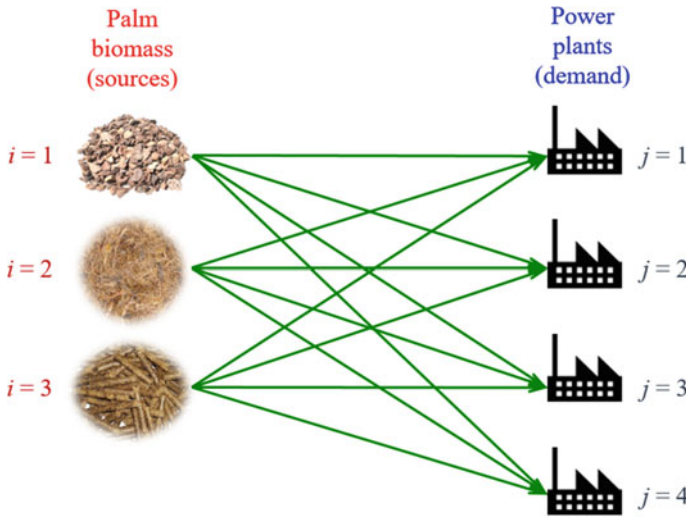 Palm
biomass
(sources)
Power
plants
(demand)
i = 1
j = 1
i = 2
j = 2
i = 3
j = 3
j = 4